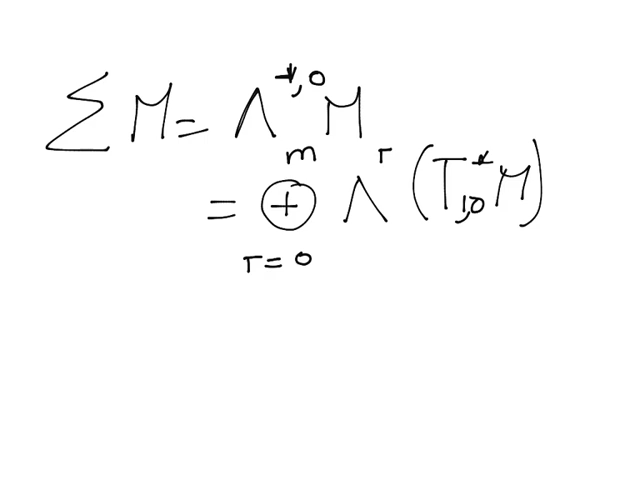 Σ M = Λ^{*,0} M
= ⊕_{r=0}^{m} Λ^{r} (T^{*}_{1,0} M)